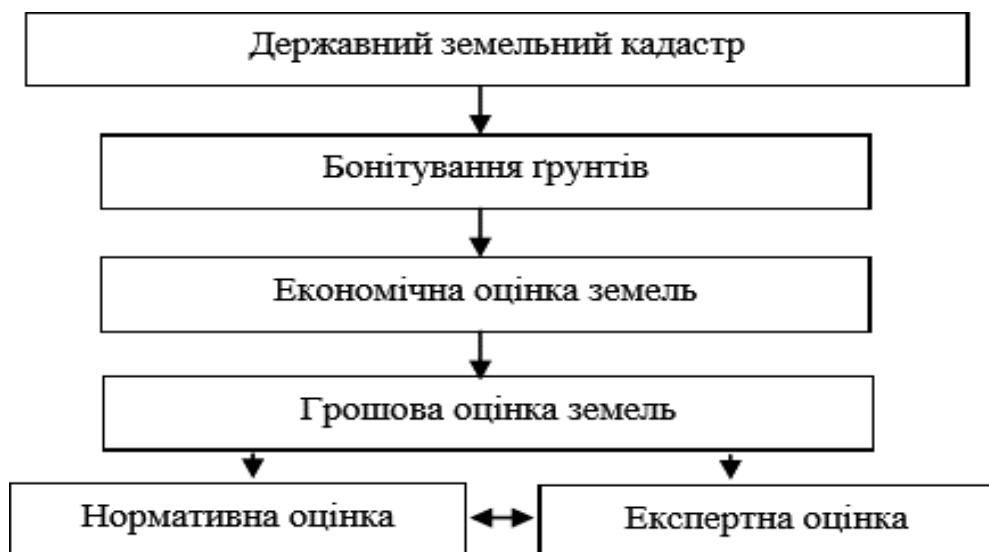 Державний земельний кадастр
Бонітування ґрунтів
Економічна оцінка земель
Грошова оцінка земель
Нормативна оцінка
Експертна оцінка